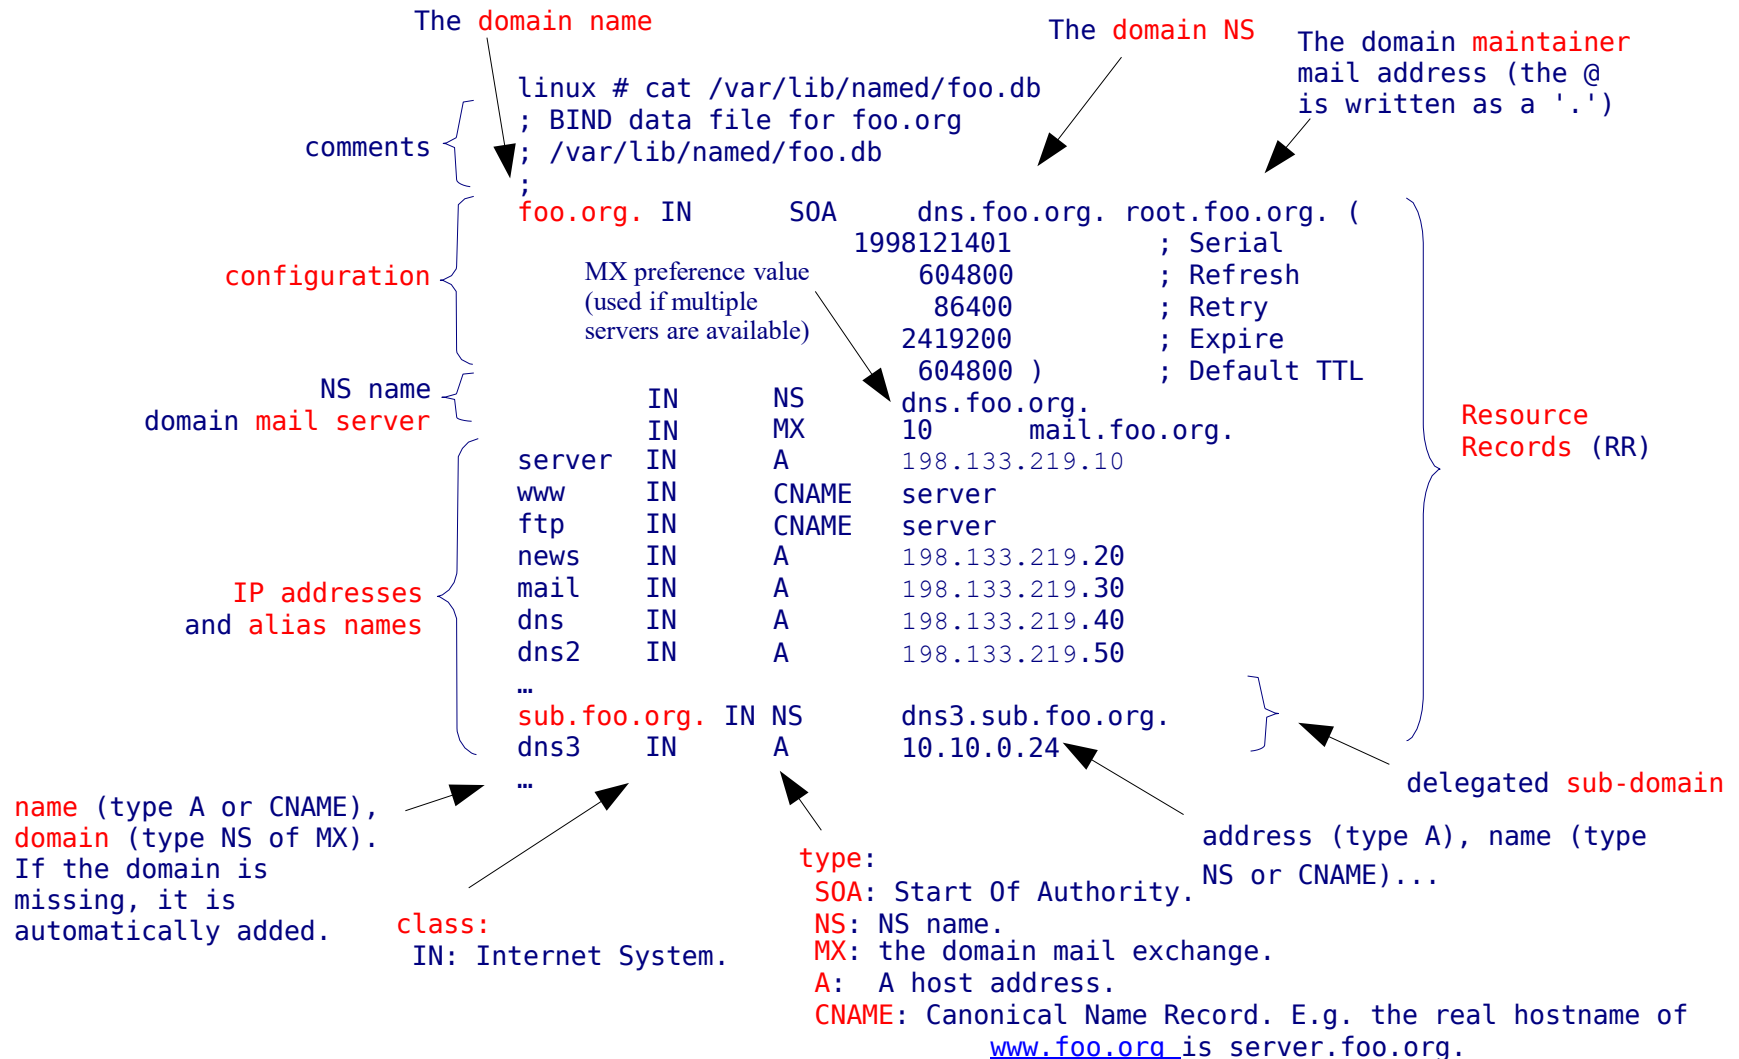 The domain name
The domain NS
The domain maintainer
mail address (the @
is written as a '.')
linux # cat /var/lib/named/foo.db
; BIND data file for foo.org
; /var/lib/named/foo.db
;
comments
foo.org. IN SOA dns.foo.org. root.foo.org. (
1998121401 ; Serial
604800 ; Refresh
86400 ; Retry
2419200 ; Expire
604800 ) ; Default TTL
configuration
MX preference value
(used if multiple
servers are available)
NS name
domain mail server
IN NS dns.foo.org.
IN MX 10 mail.foo.org.
server IN A 198.133.219.10
www IN CNAME server
ftp IN CNAME server
news IN A 198.133.219.20
mail IN A 198.133.219.30
dns IN A 198.133.219.40
dns2 IN A 198.133.219.50
…
sub.foo.org. IN NS dns3.sub.foo.org.
dns3 IN A 10.10.0.24
…
IP addresses
and alias names
Resource
Records (RR)
delegated sub-domain
name (type A or CNAME),
domain (type NS of MX).
If the domain is
missing, it is
automatically added.
class:
IN: Internet System.
type:
SOA: Start Of Authority.
NS: NS name.
MX: the domain mail exchange.
A: A host address.
CNAME: Canonical Name Record. E.g. the real hostname of
www.foo.org is server.foo.org.
address (type A), name (type
NS or CNAME)...